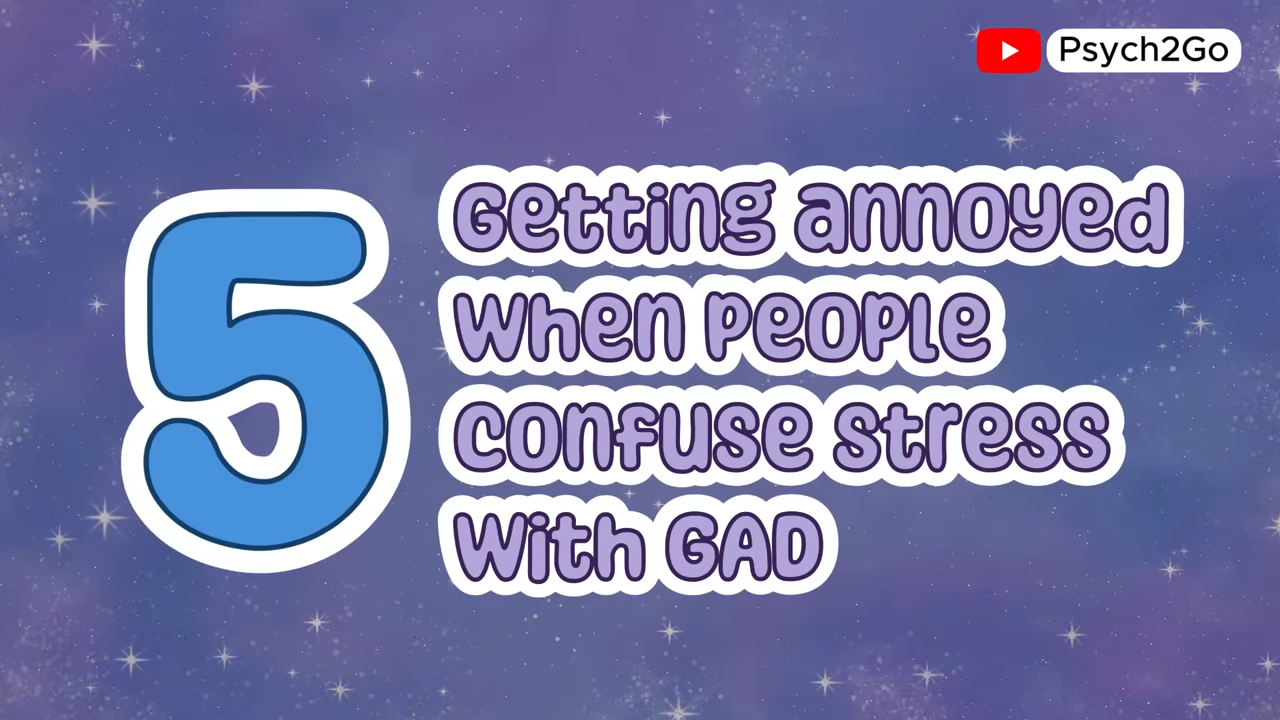 Psych2Go
5
Getting annoyed
When people
confuse stress
With GAD